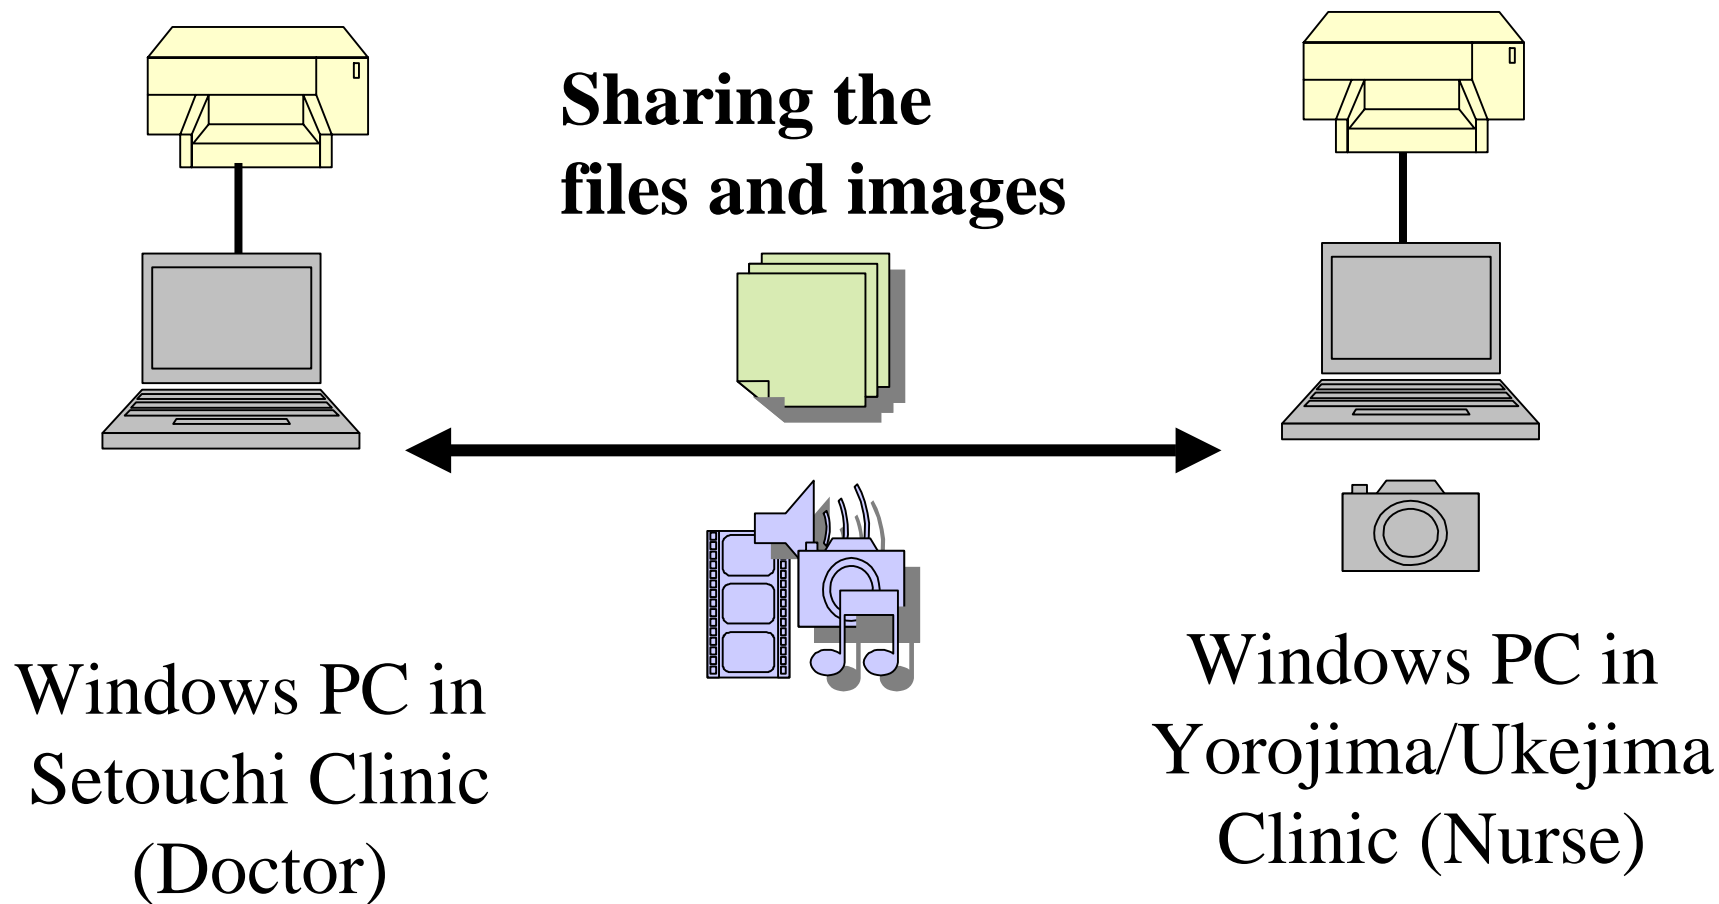 Sharing the
files and images
Windows PC in
Setouchi Clinic
(Doctor)
Windows PC in
Yorojima/Ukejima
Clinic (Nurse)